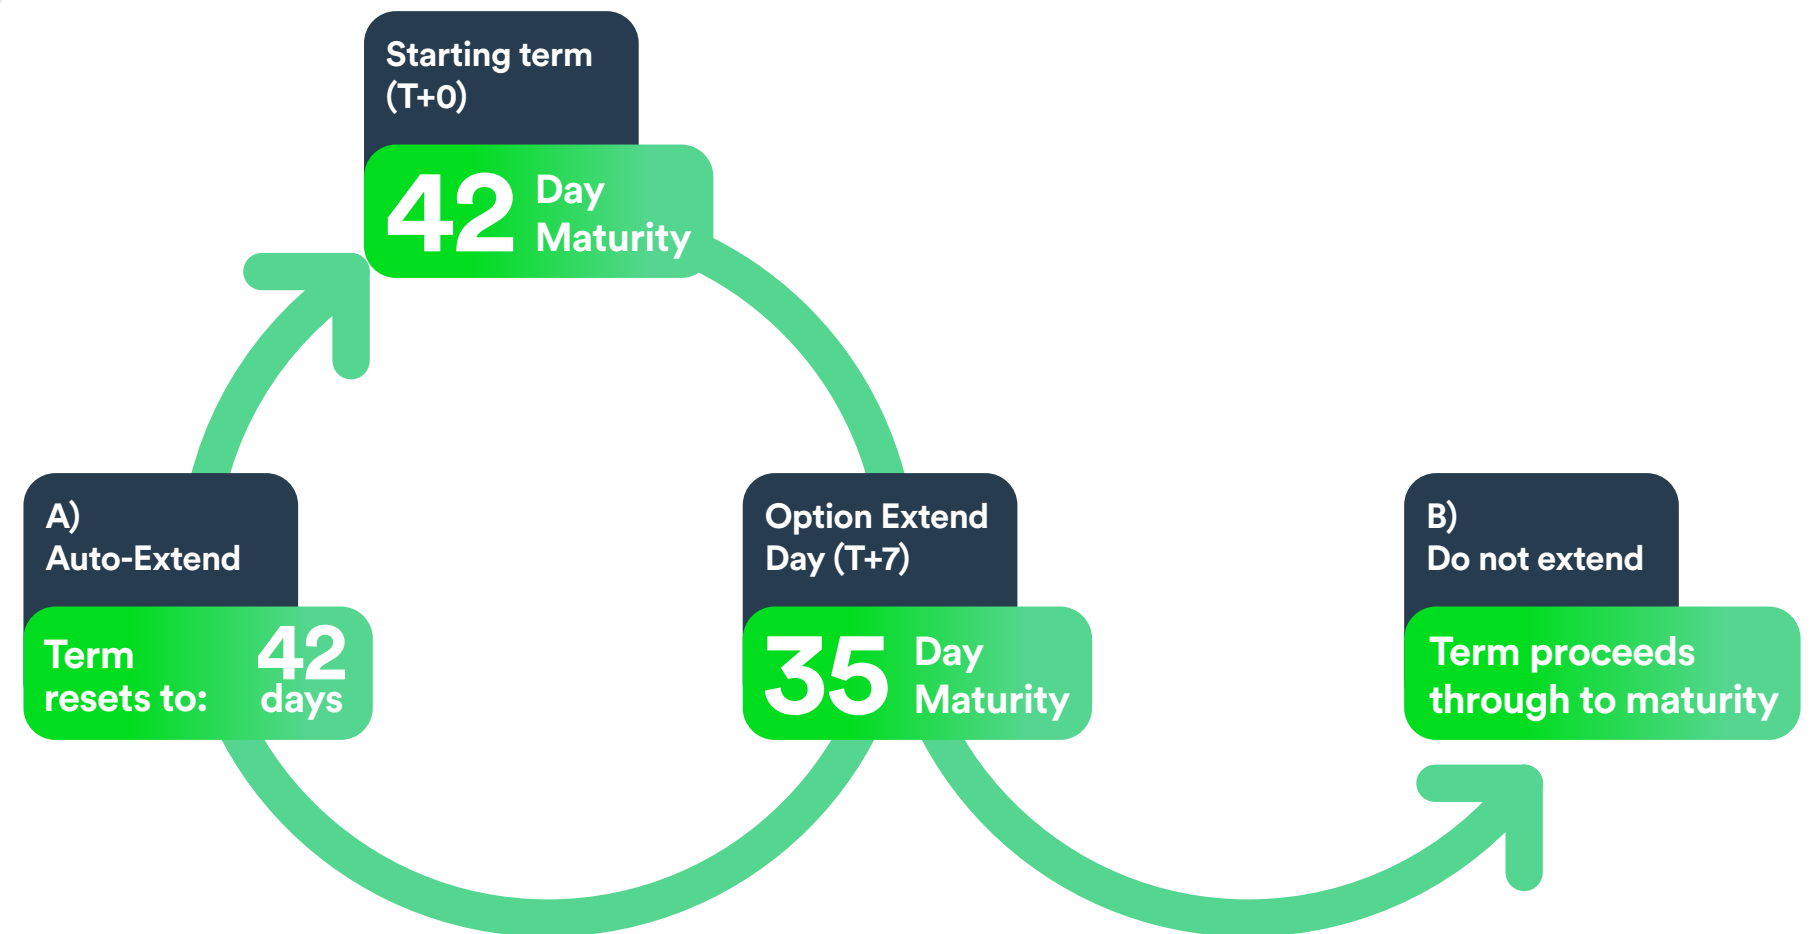 Starting term
(T+0)
42 Day
Maturity
A)
Auto-Extend
Term
resets to:
42
days
Option Extend
Day (T+7)
35 Day
Maturity
B)
Do not extend
Term proceeds
through to maturity